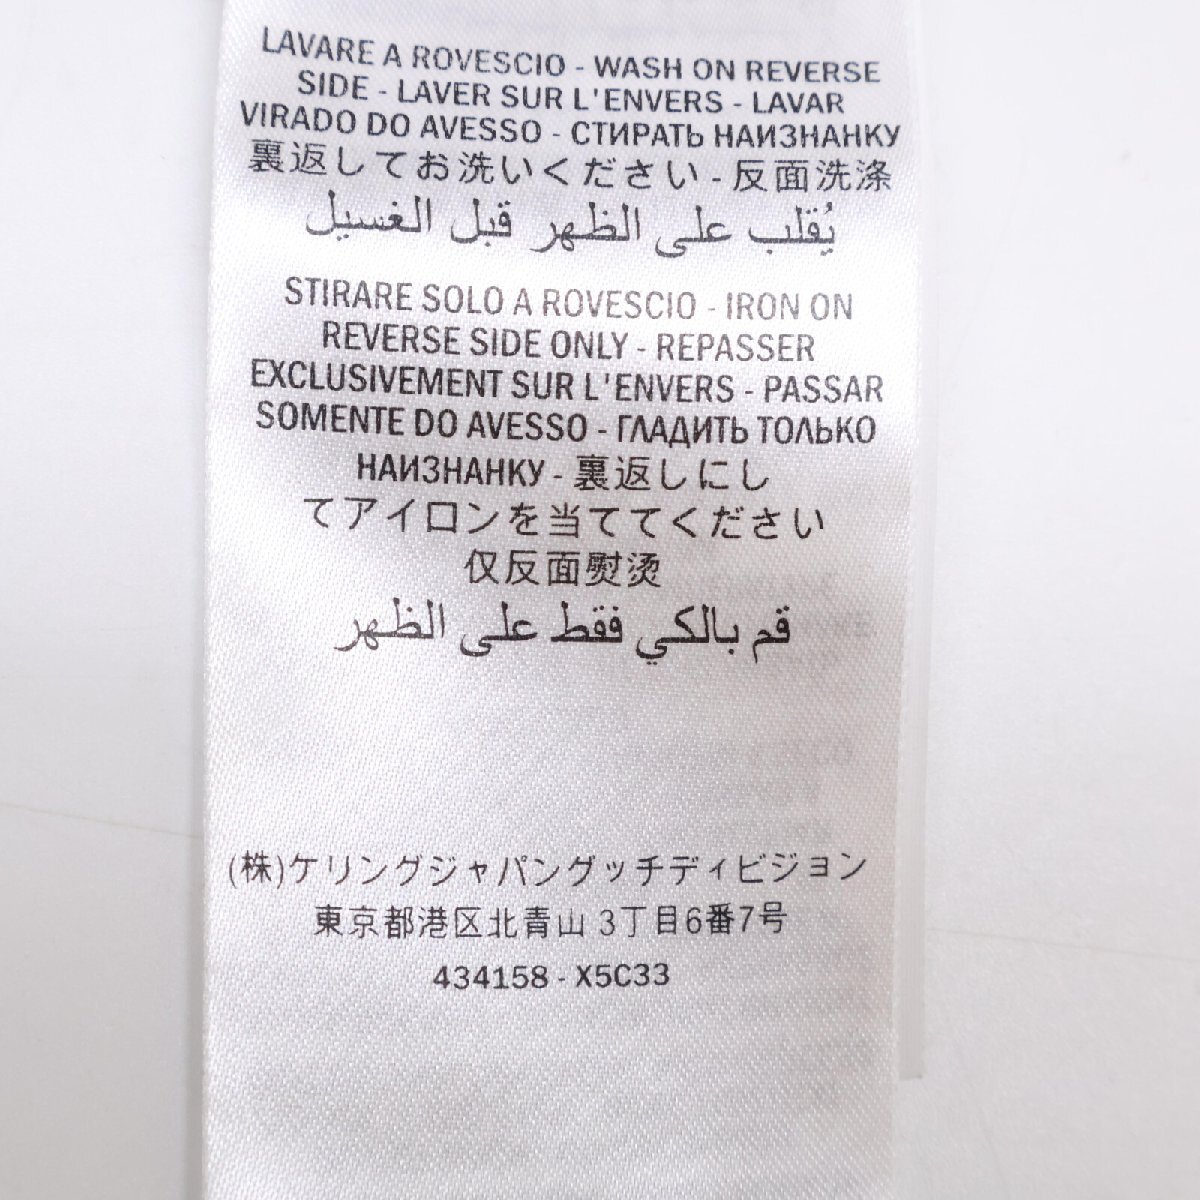 LAVARE A ROVESCIO - WASH ON REVERSE
SIDE - LAVER SUR L'ENVERS - LAVAR
VIRADO DO AVESSO - СТИРАТЬ НАИЗНАНКУ
裏返してお洗いください - 反面洗涤
يُقلب على الظهر قبل الغسيل
STIRARE SOLO A ROVESCIO - IRON ON
REVERSE SIDE ONLY - REPASSER
EXCLUSIVEMENT SUR L'ENVERS - PASSAR
SOMENTE DO AVESSO - ГЛАДИТЬ ТОЛЬКО
НАИЗНАНКУ - 裏返しにし
てアイロンを当ててください
仅反面熨烫
قم بالكي فقط على الظهر
(株)ケリングジャパングッチディビジョン
東京都港区北青山 3丁目6番7号
434158 - X5C33